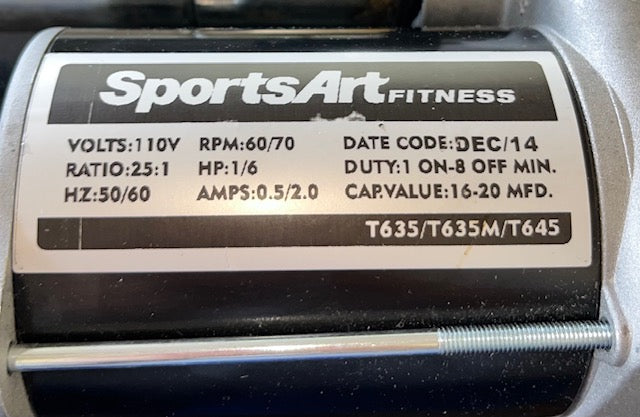 SportsArt FITNESS
VOLTS:110V RPM:60/70 DATE CODE:DEC/14
RATIO:25:1 HP:1/6 DUTY:1 ON-8 OFF MIN.
HZ:50/60 AMPS:0.5/2.0 CAP.VALUE:16-20 MFD.
T635/T635M/T645